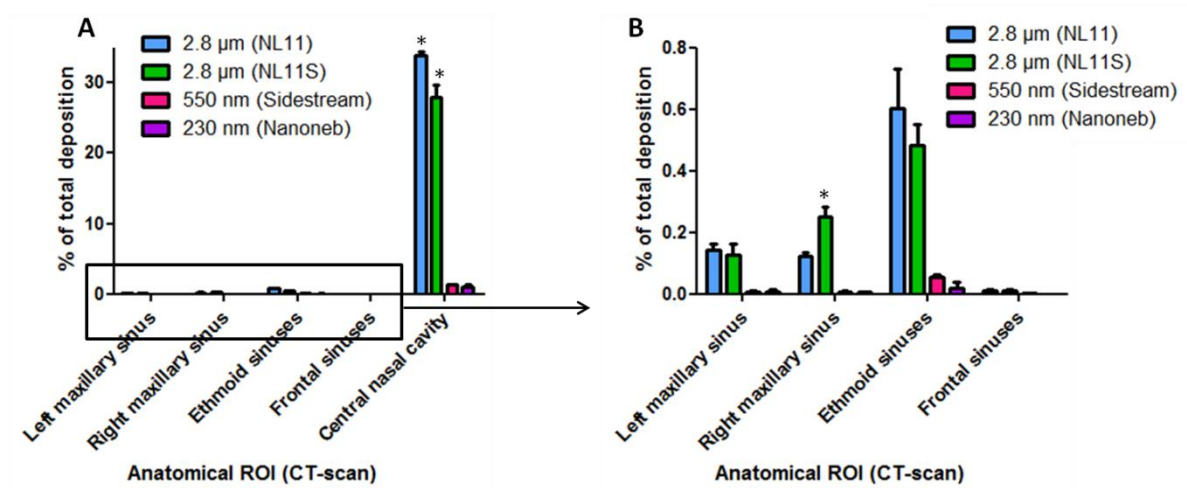 A
2.8 µm (NL11)
2.8 µm (NL11S)
550 nm (Sidestream)
230 nm (Nanoneb)
% of total deposition
30
20
10
0
*
*
Left maxillary sinus
Right maxillary sinus
Ethmoid sinuses
Frontal sinuses
Central nasal cavity
Anatomical ROI (CT-scan)
B
2.8 µm (NL11)
2.8 µm (NL11S)
550 nm (Sidestream)
230 nm (Nanoneb)
% of total deposition
0.8
0.6
0.4
0.2
0.0
*
Left maxillary sinus
Right maxillary sinus
Ethmoid sinuses
Frontal sinuses
Anatomical ROI (CT-scan)